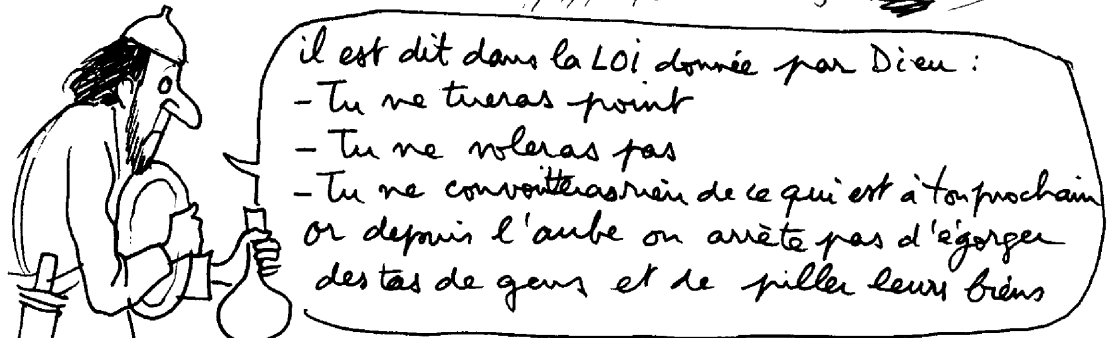 il est dit dans la LOi donnée par Dieu :
- Tu ne tueras point
- Tu ne voleras pas
- Tu ne convoitteras rien de ce qui est à ton prochain
or depuis l'aube on arrète pas d'égorger
des tas de gens et de piller leurs biens